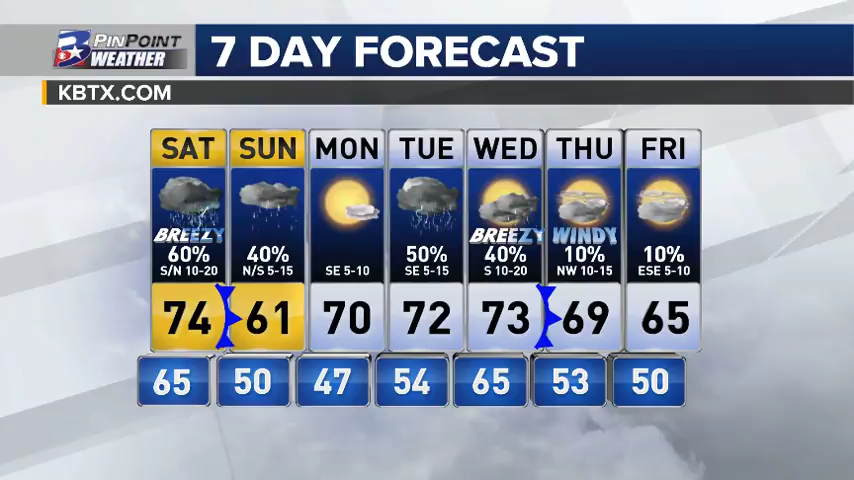 PINPOINT
WEATHER
7 DAY FORECAST
KBTX.COM
SAT SUN MON TUE WED THU FRI
BREEZY BREEZY WINDY
60% 40% 50% 40% 10% 10%
S/N 10-20 N/S 5-15 SE 5-10 SE 5-15 S 10-20 NW 10-15 ESE 5-10
74 61 70 72 73 69 65
65 50 47 54 65 53 50